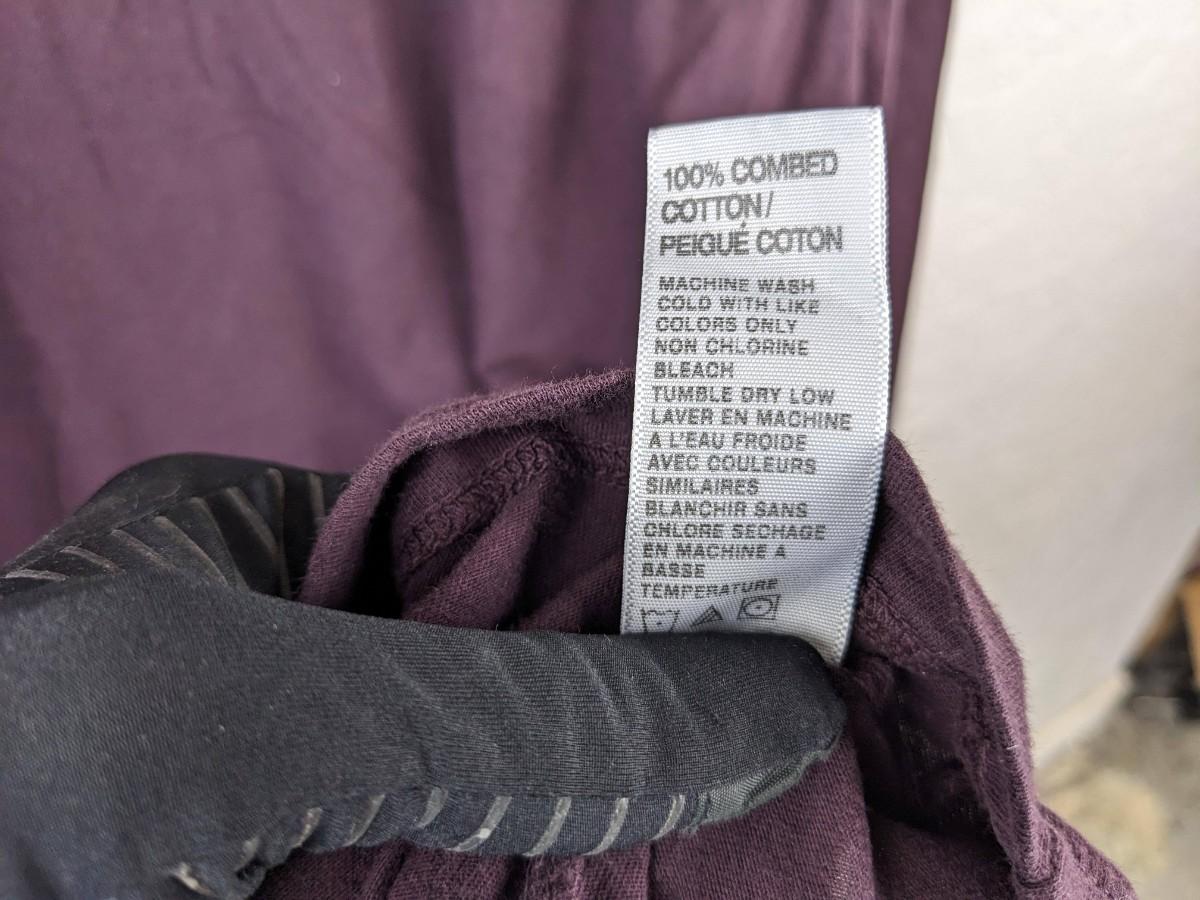 100% COMBED
COTTON/
PEIGUÉ COTON
MACHINE WASH
COLD WITH LIKE
COLORS ONLY
NON CHLORINE
BLEACH
TUMBLE DRY LOW
LAVER EN MACHINE
A L'EAU FROIDE
AVEC COULEURS
SIMILAIRES
BLANCHIR SANS
CHLORE SECHAGE
EN MACHINE A
BASSE
TEMPERATURE